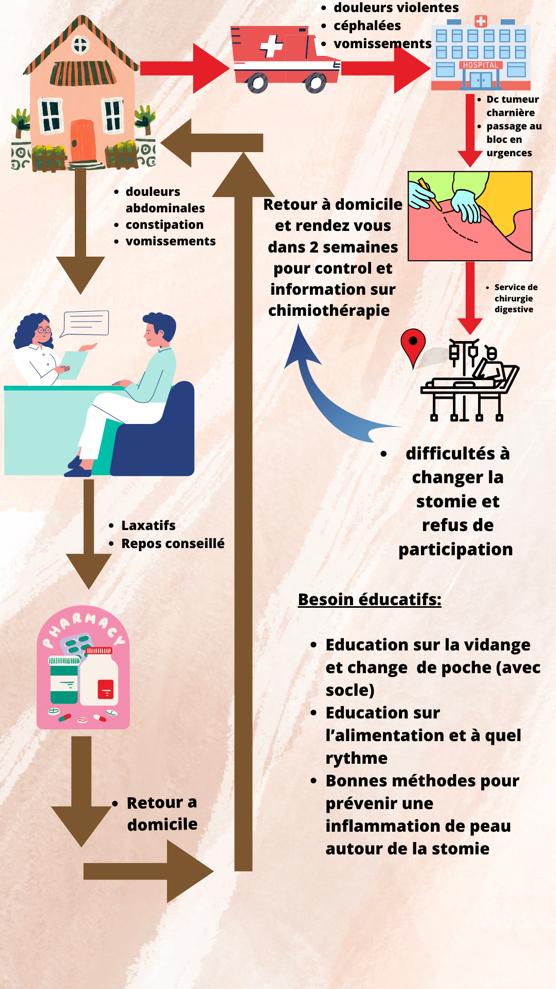 douleurs violentes
céphalées
vomissements
HOSPITAL
Dc tumeur
charnière
passage au
bloc en
urgences
douleurs
abdominales
constipation
vomissements
Retour à domicile
et rendez vous
dans 2 semaines
pour control et
information sur
chimiothérapie
Service de
chirurgie
digestive
difficultés à
changer la
stomie et
refus de
participation
Laxatifs
Repos conseillé
PHARMACY
Retour a
domicile
Besoin éducatifs:
Education sur la vidange
et change de poche (avec
socle)
Education sur
l’alimentation et à quel
rythme
Bonnes méthodes pour
prévenir une
inflammation de peau
autour de la stomie